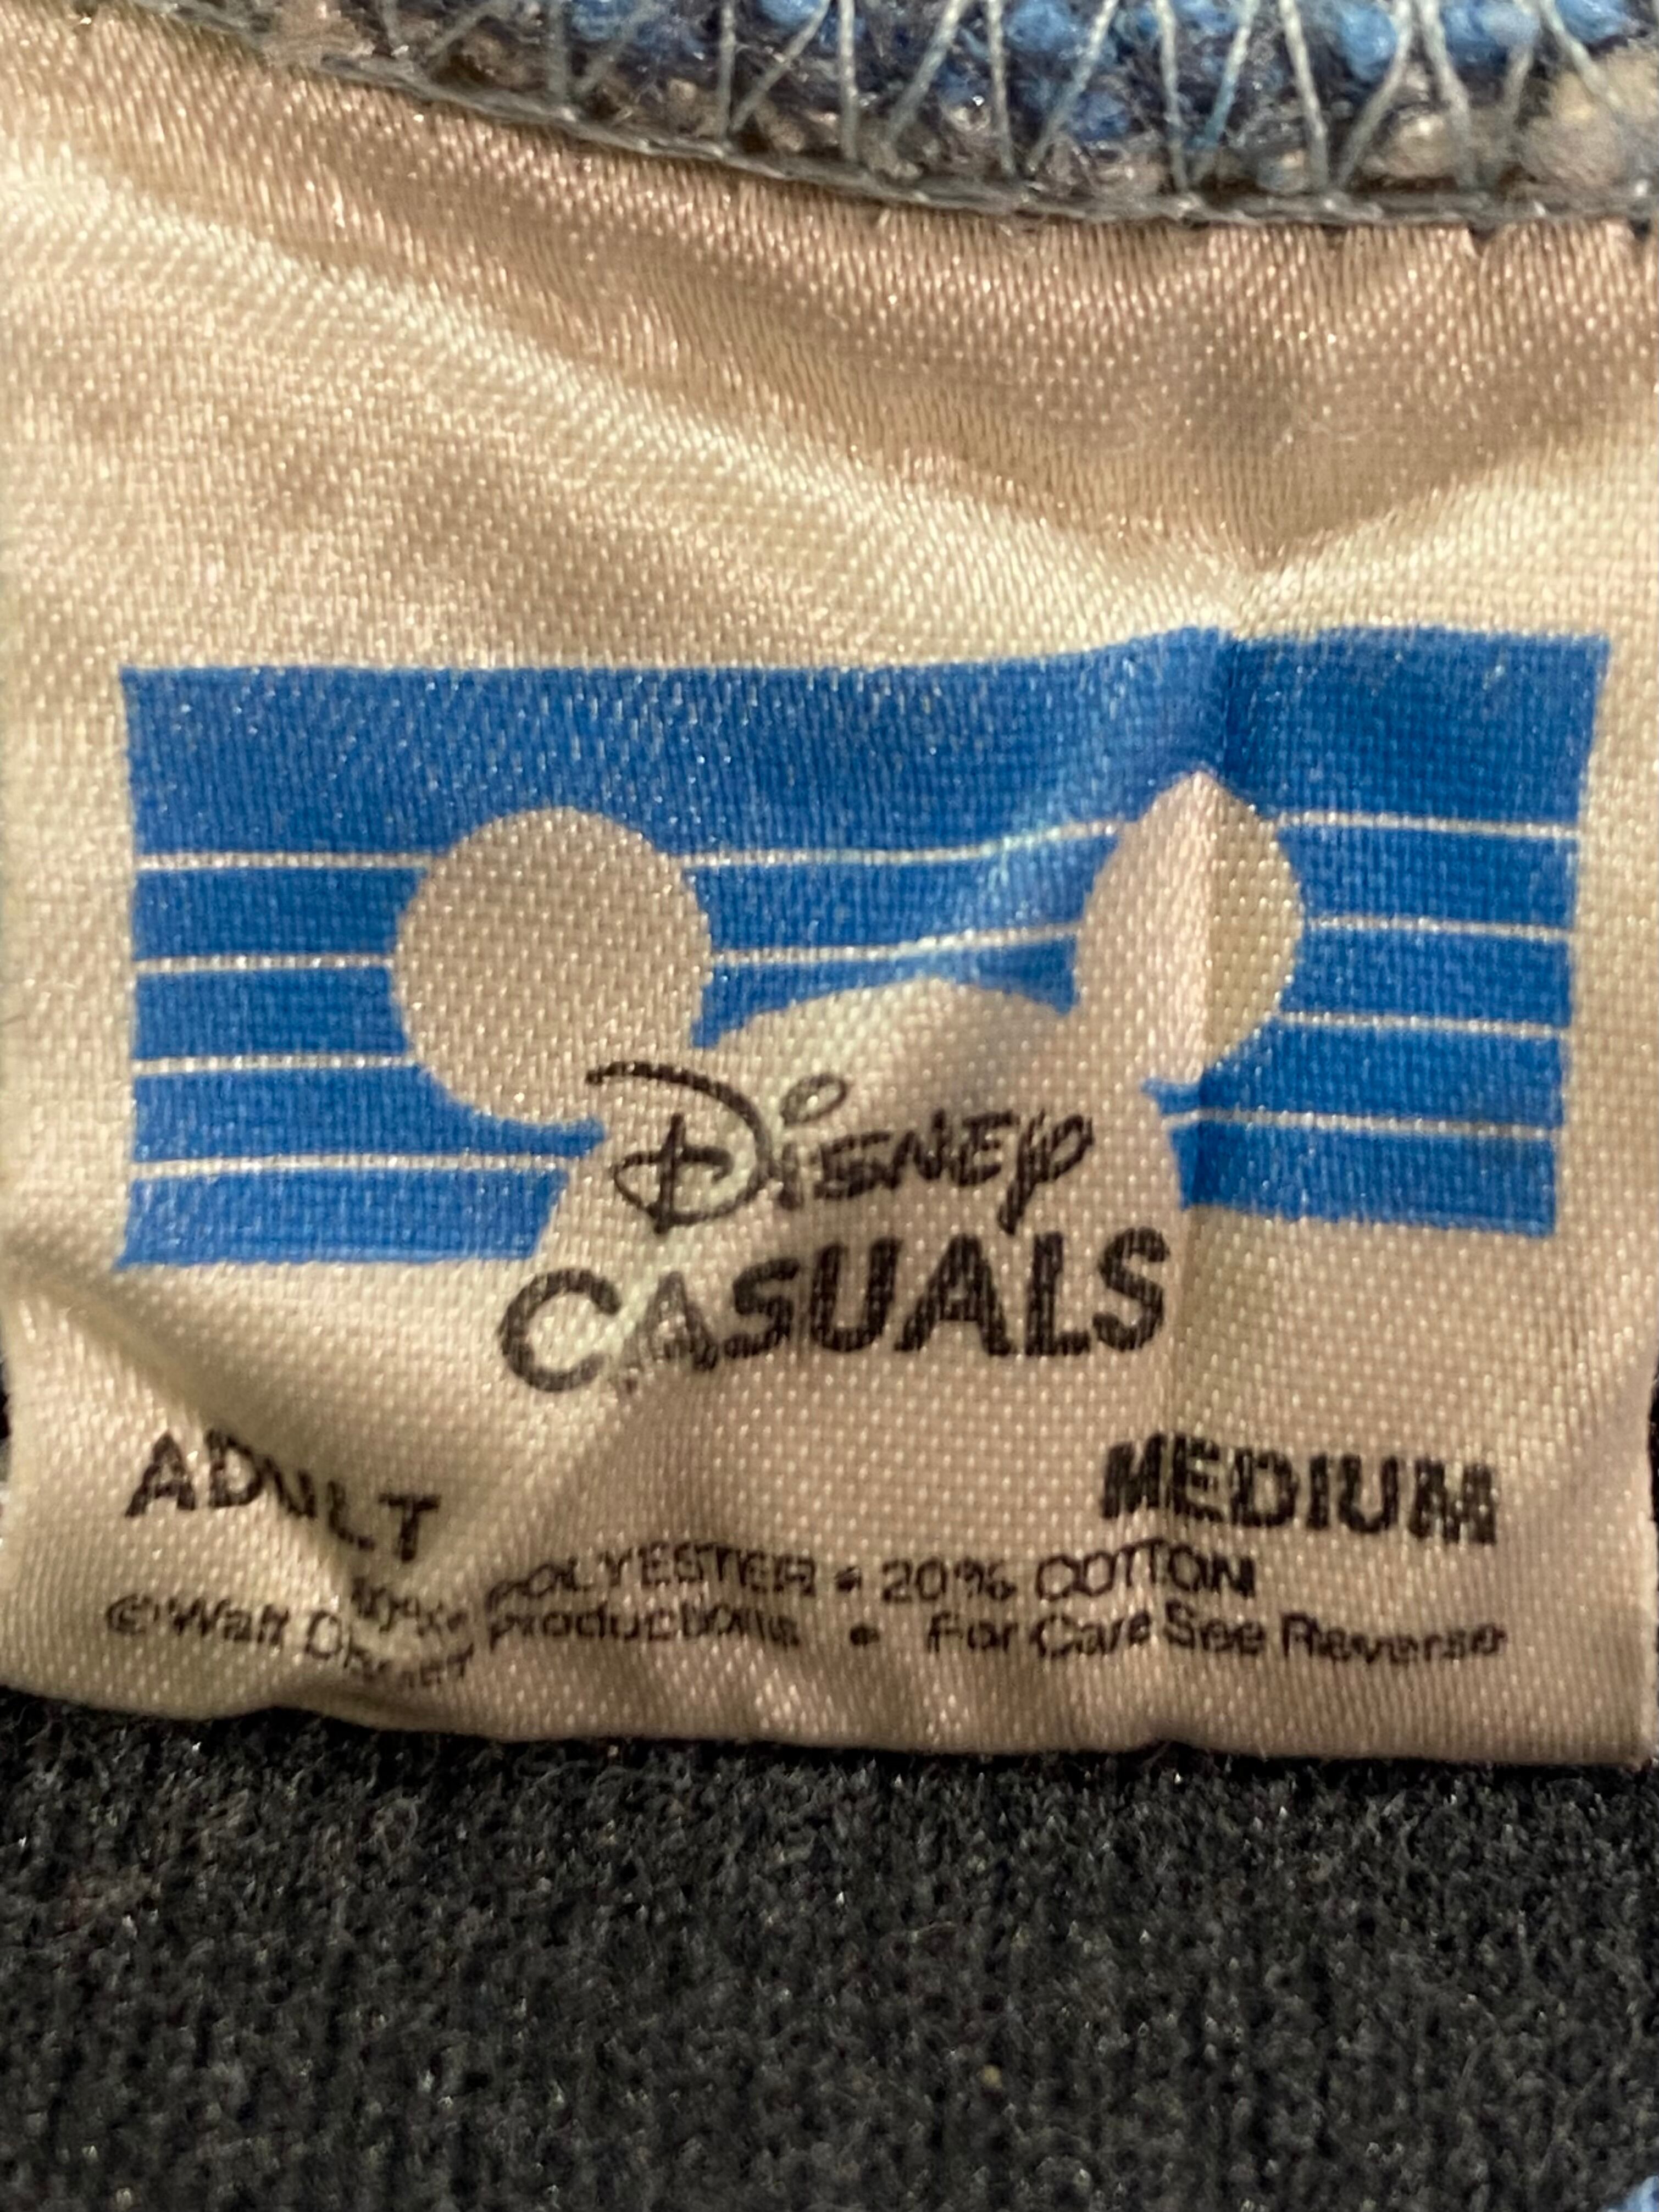 Disney
CASUALS
ADULT MEDIUM
POLYESTER • 20% COTTON
© Walt Disney Productions • For Care See Reverse